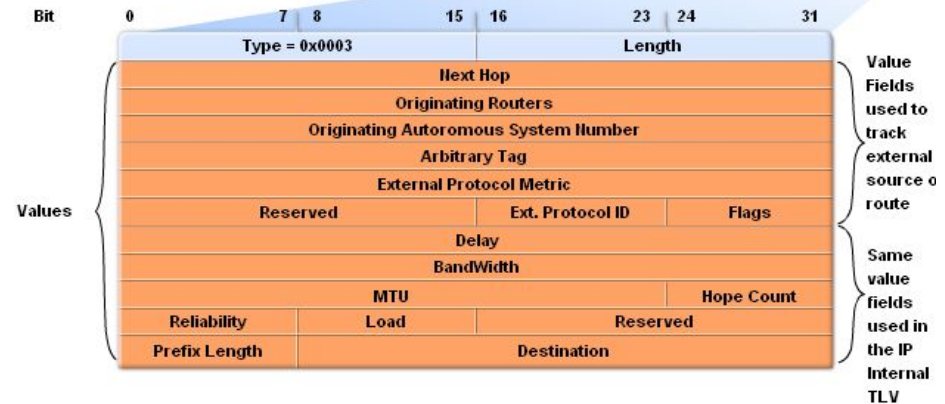 Bit 0 7 8 15 16 23 24 31
Type = 0x0003 Length
Next Hop
Originating Routers
Originating Autoromous System Number
Arbitrary Tag
External Protocol Metric
Reserved Ext. Protocol ID Flags
Delay
BandWidth
MTU Hope Count
Reliability Load Reserved
Prefix Length Destination
Values
Value
Fields
used to
track
external
source o
route
Same
value
fields
used in
the IP
Internal
TLV